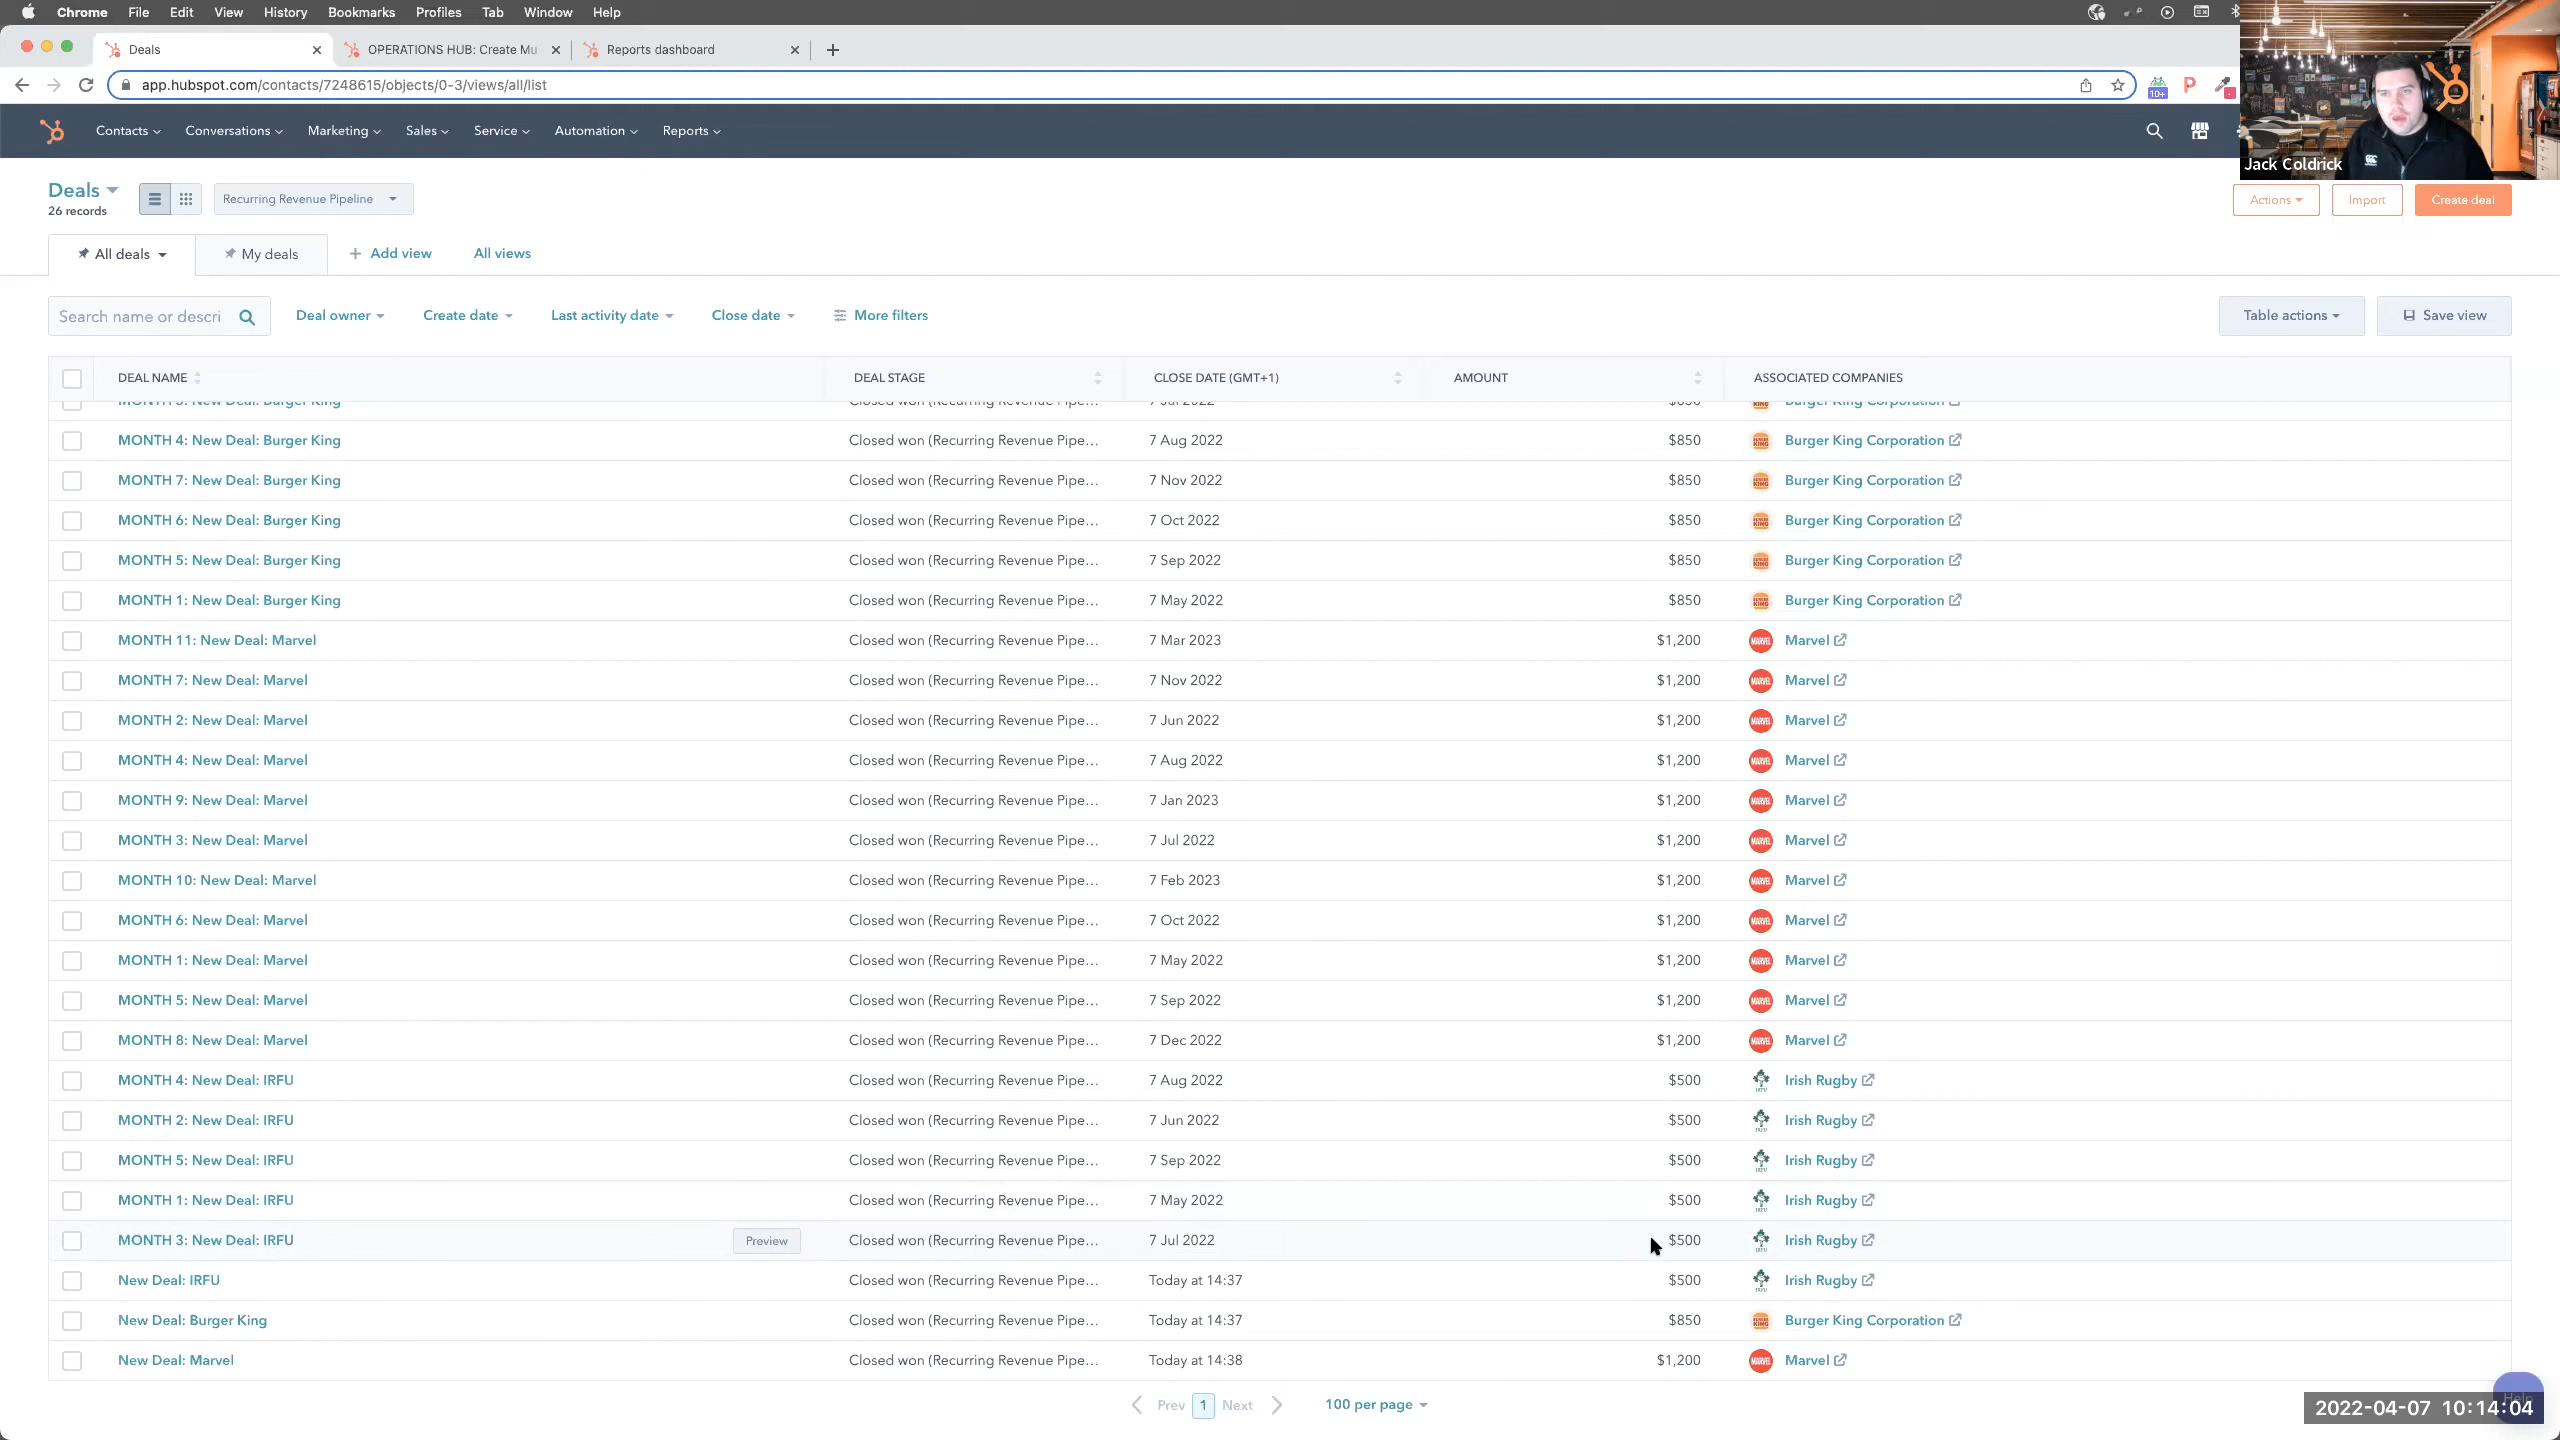 Chrome File Edit View History Bookmarks Profiles Tab Window Help
Deals
OPERATIONS HUB: Create Mu
Reports dashboard
app.hubspot.com/contacts/7248615/objects/0-3/views/all/list
10+
Contacts Conversations Marketing Sales Service Automation Reports
Jack Coldrick
Deals
26 records
Recurring Revenue Pipeline
Actions Import Create deal
All deals My deals Add view All views
Search name or descri
Deal owner Create date Last activity date Close date More filters
Table actions Save view
DEAL NAME DEAL STAGE CLOSE DATE (GMT+1) AMOUNT ASSOCIATED COMPANIES
MONTH 3: New Deal: Burger King Closed won (Recurring Revenue Pipe... 7 Jul 2022 $850 Burger King Corporation
MONTH 4: New Deal: Burger King Closed won (Recurring Revenue Pipe... 7 Aug 2022 $850 Burger King Corporation
MONTH 7: New Deal: Burger King Closed won (Recurring Revenue Pipe... 7 Nov 2022 $850 Burger King Corporation
MONTH 6: New Deal: Burger King Closed won (Recurring Revenue Pipe... 7 Oct 2022 $850 Burger King Corporation
MONTH 5: New Deal: Burger King Closed won (Recurring Revenue Pipe... 7 Sep 2022 $850 Burger King Corporation
MONTH 1: New Deal: Burger King Closed won (Recurring Revenue Pipe... 7 May 2022 $850 Burger King Corporation
MONTH 11: New Deal: Marvel Closed won (Recurring Revenue Pipe... 7 Mar 2023 $1,200 Marvel
MONTH 7: New Deal: Marvel Closed won (Recurring Revenue Pipe... 7 Nov 2022 $1,200 Marvel
MONTH 2: New Deal: Marvel Closed won (Recurring Revenue Pipe... 7 Jun 2022 $1,200 Marvel
MONTH 4: New Deal: Marvel Closed won (Recurring Revenue Pipe... 7 Aug 2022 $1,200 Marvel
MONTH 9: New Deal: Marvel Closed won (Recurring Revenue Pipe... 7 Jan 2023 $1,200 Marvel
MONTH 3: New Deal: Marvel Closed won (Recurring Revenue Pipe... 7 Jul 2022 $1,200 Marvel
MONTH 10: New Deal: Marvel Closed won (Recurring Revenue Pipe... 7 Feb 2023 $1,200 Marvel
MONTH 6: New Deal: Marvel Closed won (Recurring Revenue Pipe... 7 Oct 2022 $1,200 Marvel
MONTH 1: New Deal: Marvel Closed won (Recurring Revenue Pipe... 7 May 2022 $1,200 Marvel
MONTH 5: New Deal: Marvel Closed won (Recurring Revenue Pipe... 7 Sep 2022 $1,200 Marvel
MONTH 8: New Deal: Marvel Closed won (Recurring Revenue Pipe... 7 Dec 2022 $1,200 Marvel
MONTH 4: New Deal: IRFU Closed won (Recurring Revenue Pipe... 7 Aug 2022 $500 Irish Rugby
MONTH 2: New Deal: IRFU Closed won (Recurring Revenue Pipe... 7 Jun 2022 $500 Irish Rugby
MONTH 5: New Deal: IRFU Closed won (Recurring Revenue Pipe... 7 Sep 2022 $500 Irish Rugby
MONTH 1: New Deal: IRFU Closed won (Recurring Revenue Pipe... 7 May 2022 $500 Irish Rugby
MONTH 3: New Deal: IRFU Preview Closed won (Recurring Revenue Pipe... 7 Jul 2022 $500 Irish Rugby
New Deal: IRFU Closed won (Recurring Revenue Pipe... Today at 14:37 $500 Irish Rugby
New Deal: Burger King Closed won (Recurring Revenue Pipe... Today at 14:37 $850 Burger King Corporation
New Deal: Marvel Closed won (Recurring Revenue Pipe... Today at 14:38 $1,200 Marvel
Prev 1 Next 100 per page
Help
2022-04-07 10:14:04